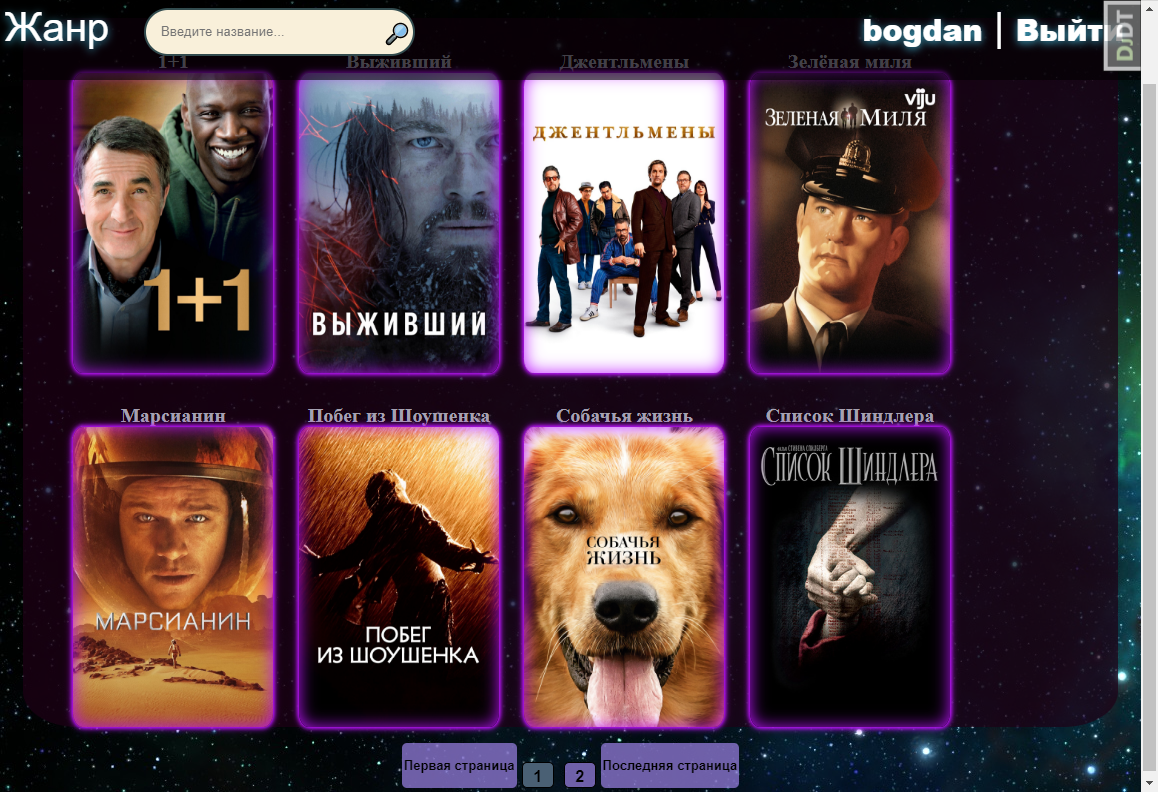 Жанр
Введите название...
bogdan | Выйти
DjDT
1+1
Выживший
Джентльмены
Зелёная миля
1+1
ВЫЖИВШИЙ
ДЖЕНТЛЬМЕНЫ
viju
ЗЕЛЕНАЯ МИЛЯ
Марсианин
Побег из Шоушенка
Собачья жизнь
Список Шиндлера
МАРСИАНИН
ПОБЕГ
ИЗ ШОУШЕНКА
СОБАЧЬЯ
ЖИЗНЬ
ФИЛЬМ СТИВЕНА СПИЛБЕРГА
СПИСОК ШИНДЛЕРА
Первая страница
1
2
Последняя страница